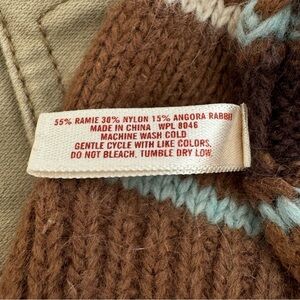 55% RAMIE 30% NYLON 15% ANGORA RABBIT
MADE IN CHINA WPL 8046
MACHINE WASH COLD
GENTLE CYCLE WITH LIKE COLORS,
DO NOT BLEACH, TUMBLE DRY LOW.